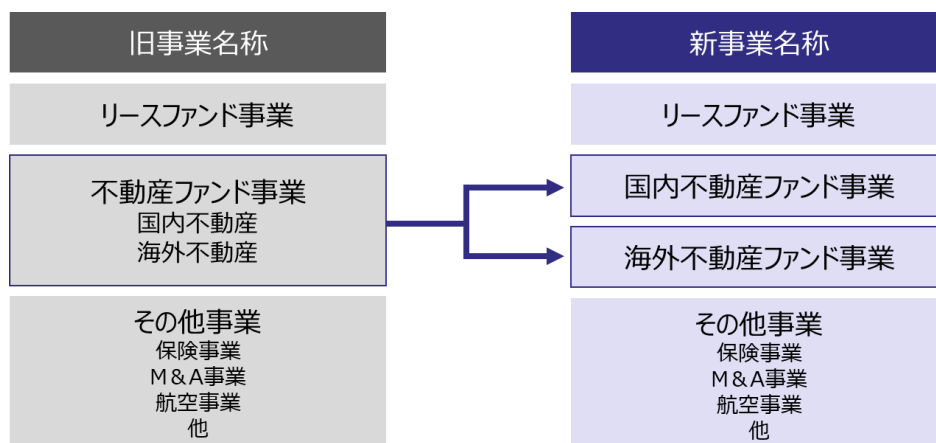 旧事業名称
リースファンド事業
不動産ファンド事業
国内不動産
海外不動産
その他事業
保険事業
M&A事業
航空事業
他
新事業名称
リースファンド事業
国内不動産ファンド事業
海外不動産ファンド事業
その他事業
保険事業
M&A事業
航空事業
他